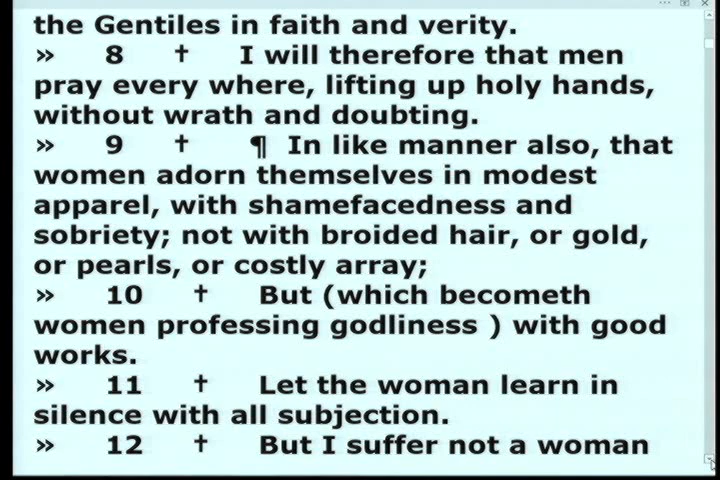 the Gentiles in faith and verity.
» 8 † I will therefore that men
pray every where, lifting up holy hands,
without wrath and doubting.
» 9 † ¶ In like manner also, that
women adorn themselves in modest
apparel, with shamefacedness and
sobriety; not with broided hair, or gold,
or pearls, or costly array;
» 10 † But (which becometh
women professing godliness ) with good
works.
» 11 † Let the woman learn in
silence with all subjection.
» 12 † But I suffer not a woman